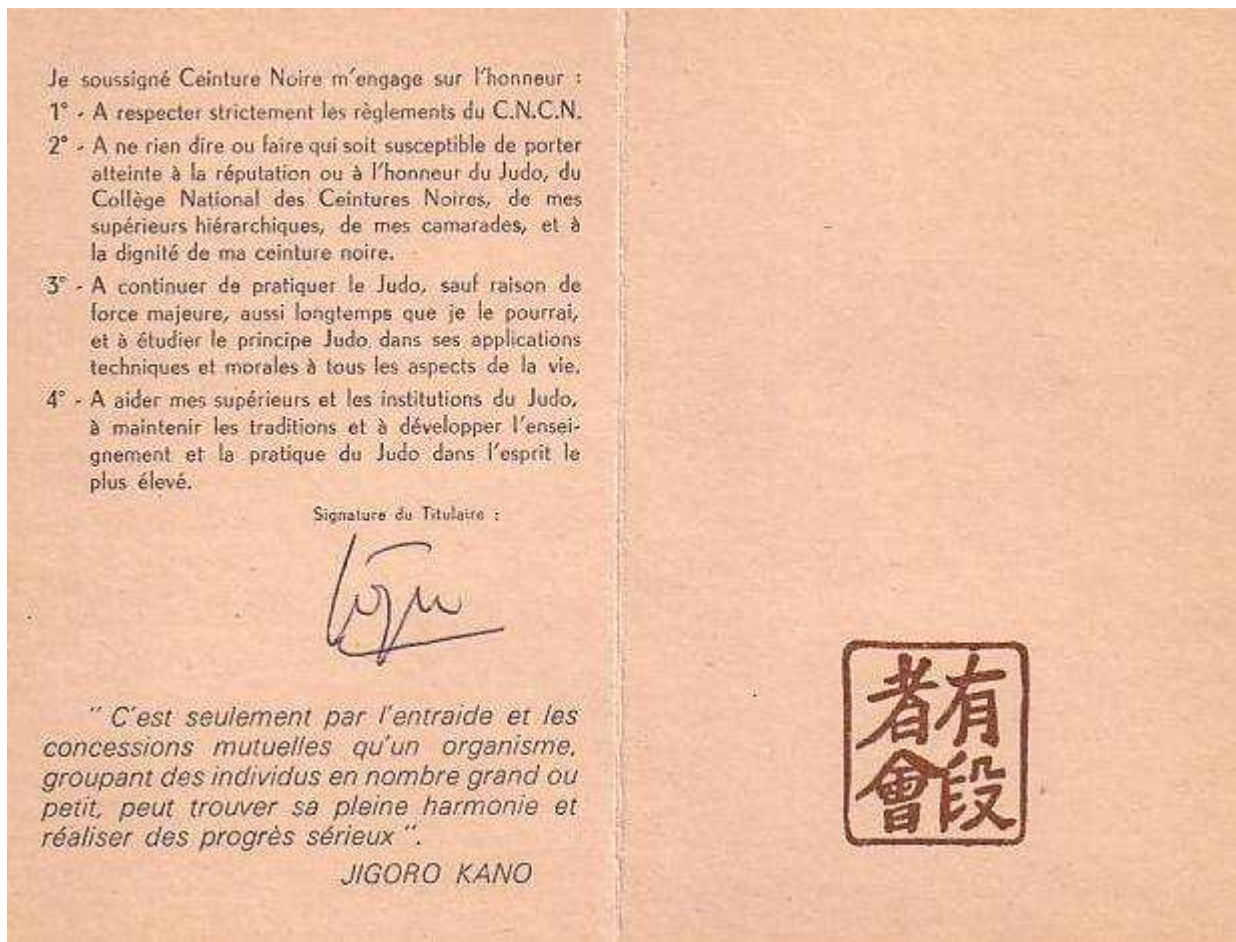 Je soussigné Ceinture Noire m'engage sur l'honneur :
1° - A respecter strictement les règlements du C.N.C.N.
2° - A ne rien dire ou faire qui soit susceptible de porter
atteinte à la réputation ou à l'honneur du Judo, du
Collège National des Ceintures Noires, de mes
supérieurs hiérarchiques, de mes camarades, et à
la dignité de ma ceinture noire.
3° - A continuer de pratiquer le Judo, sauf raison de
force majeure, aussi longtemps que je le pourrai,
et à étudier le principe Judo dans ses applications
techniques et morales à tous les aspects de la vie.
4° - A aider mes supérieurs et les institutions du Judo,
à maintenir les traditions et à développer l'ensei-
gnement et la pratique du Judo dans l'esprit le
plus élevé.
Signature du Titulaire :
" C'est seulement par l'entraide et les
concessions mutuelles qu'un organisme,
groupant des individus en nombre grand ou
petit, peut trouver sa pleine harmonie et
réaliser des progrès sérieux ".
JIGORO KANO
有段
者會